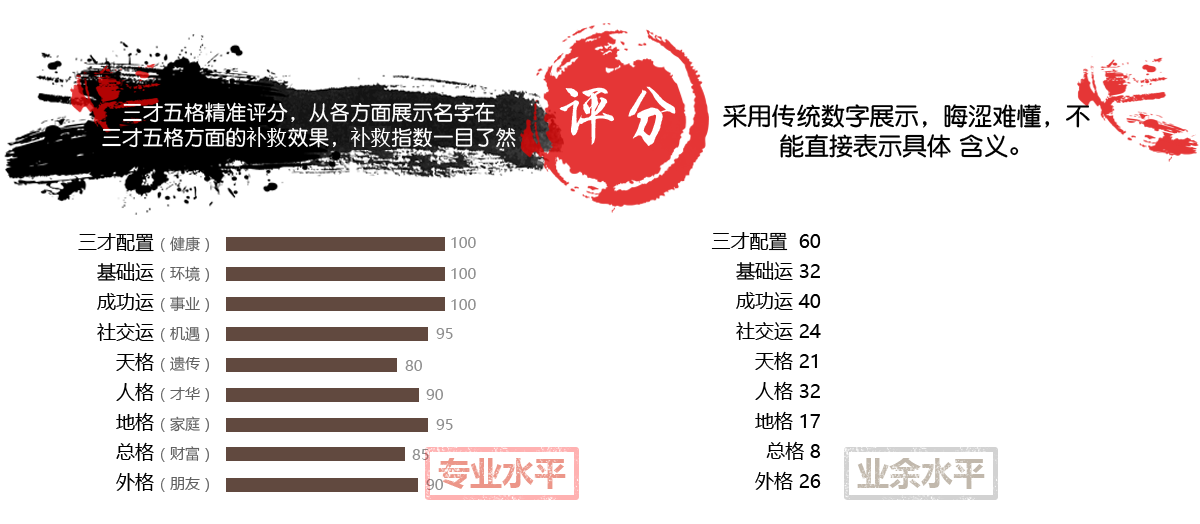 三才五格精准评分，从各方面展示名字在
三才五格方面的补救效果，补救指数一目了然
评分
采用传统数字展示，晦涩难懂，不
能直接表示具体 含义。
三才配置（健康） 100
基础运（环境） 100
成功运（事业） 100
社交运（机遇） 95
天格（遗传） 80
人格（才华） 90
地格（家庭） 95
总格（财富） 85
外格（朋友） 90
专业水平
三才配置 60
基础运 32
成功运 40
社交运 24
天格 21
人格 32
地格 17
总格 8
外格 26
业余水平